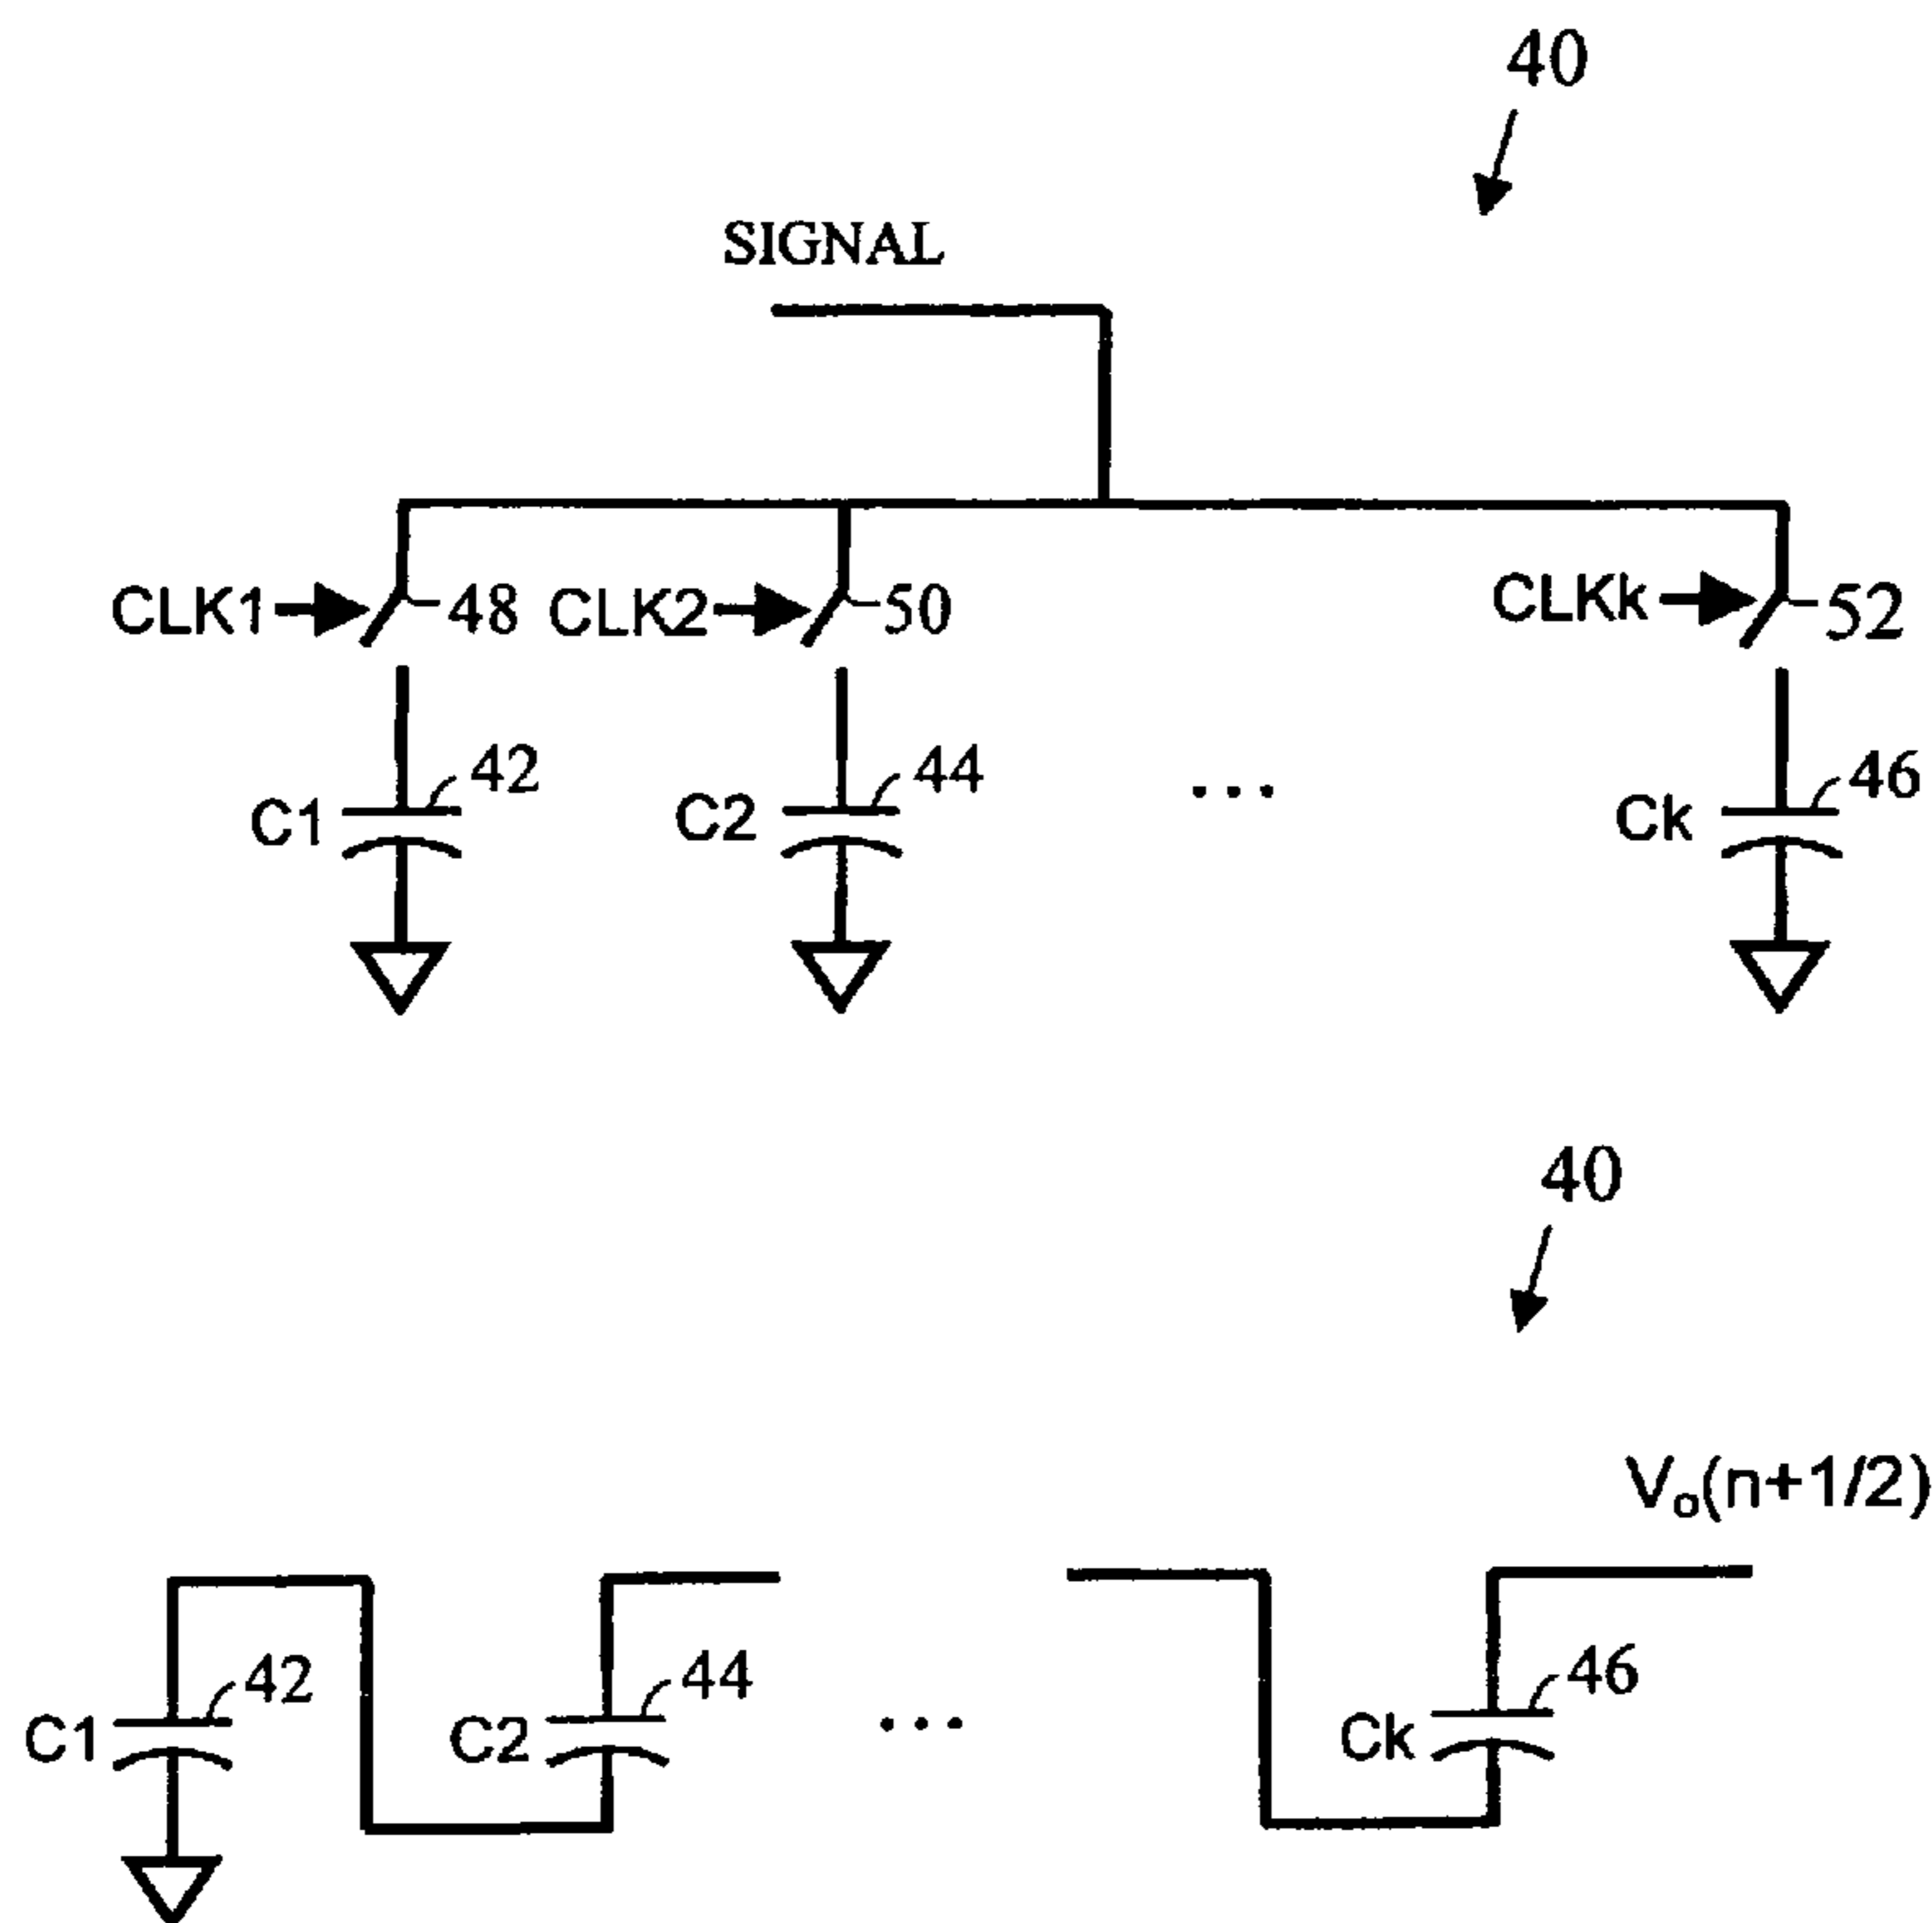 40
SIGNAL
CLK1 48 CLK2 50 CLKk 52
42 44 46
C1 C2 ... Ck
40
Vₒ(n+1/2)
42 44 46
C1 C2 ... Ck